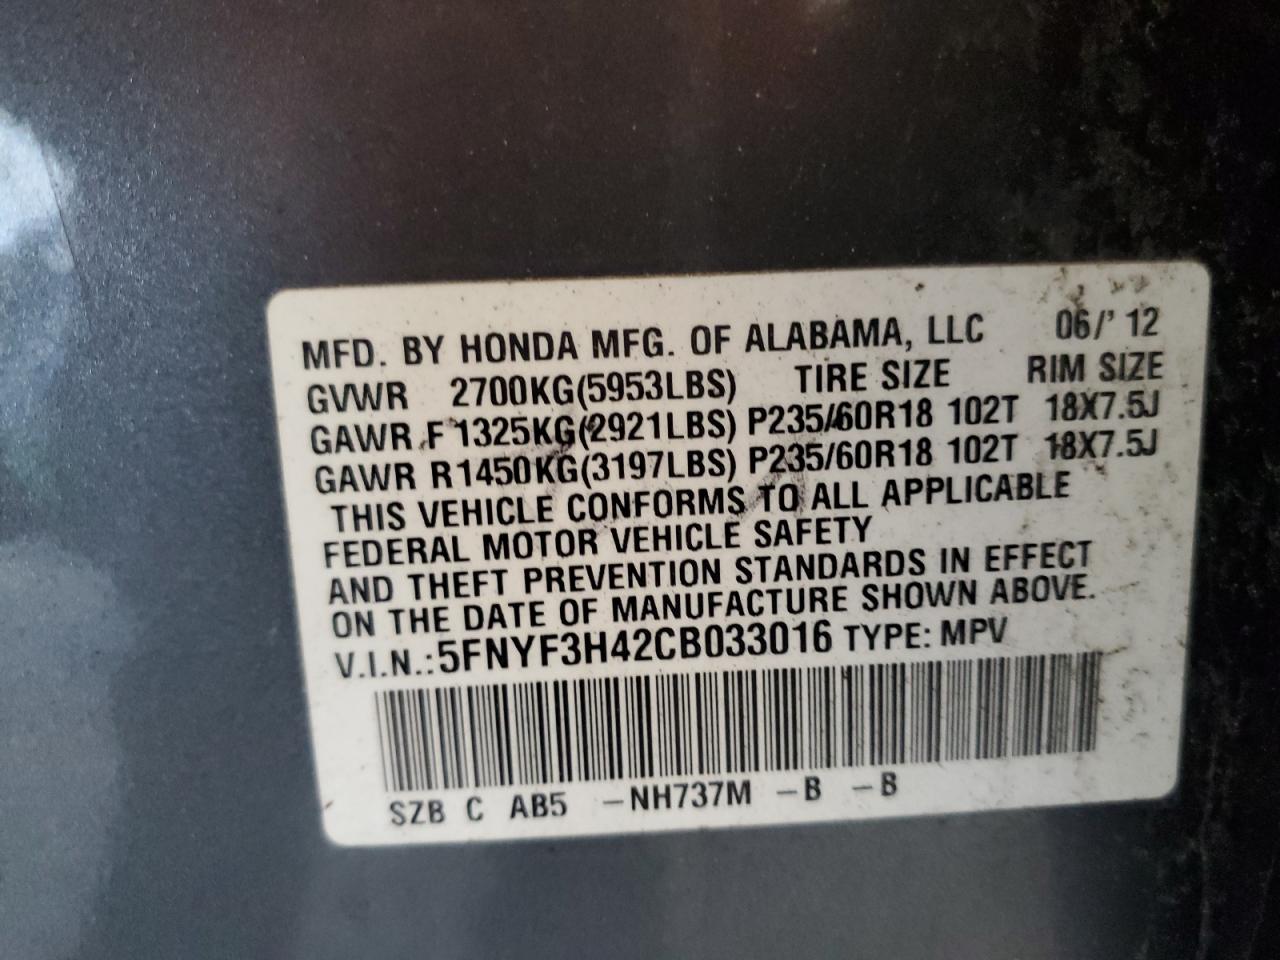 MFD. BY HONDA MFG. OF ALABAMA, LLC 06/'12
GVWR 2700KG(5953LBS) TIRE SIZE RIM SIZE
GAWR F 1325KG(2921LBS) P235/60R18 102T 18X7.5J
GAWR R1450KG(3197LBS) P235/60R18 102T 18X7.5J
THIS VEHICLE CONFORMS TO ALL APPLICABLE
FEDERAL MOTOR VEHICLE SAFETY
AND THEFT PREVENTION STANDARDS IN EFFECT
ON THE DATE OF MANUFACTURE SHOWN ABOVE.
V.I.N.:5FNYF3H42CB033016 TYPE: MPV
SZB C AB5 -NH737M -B -B